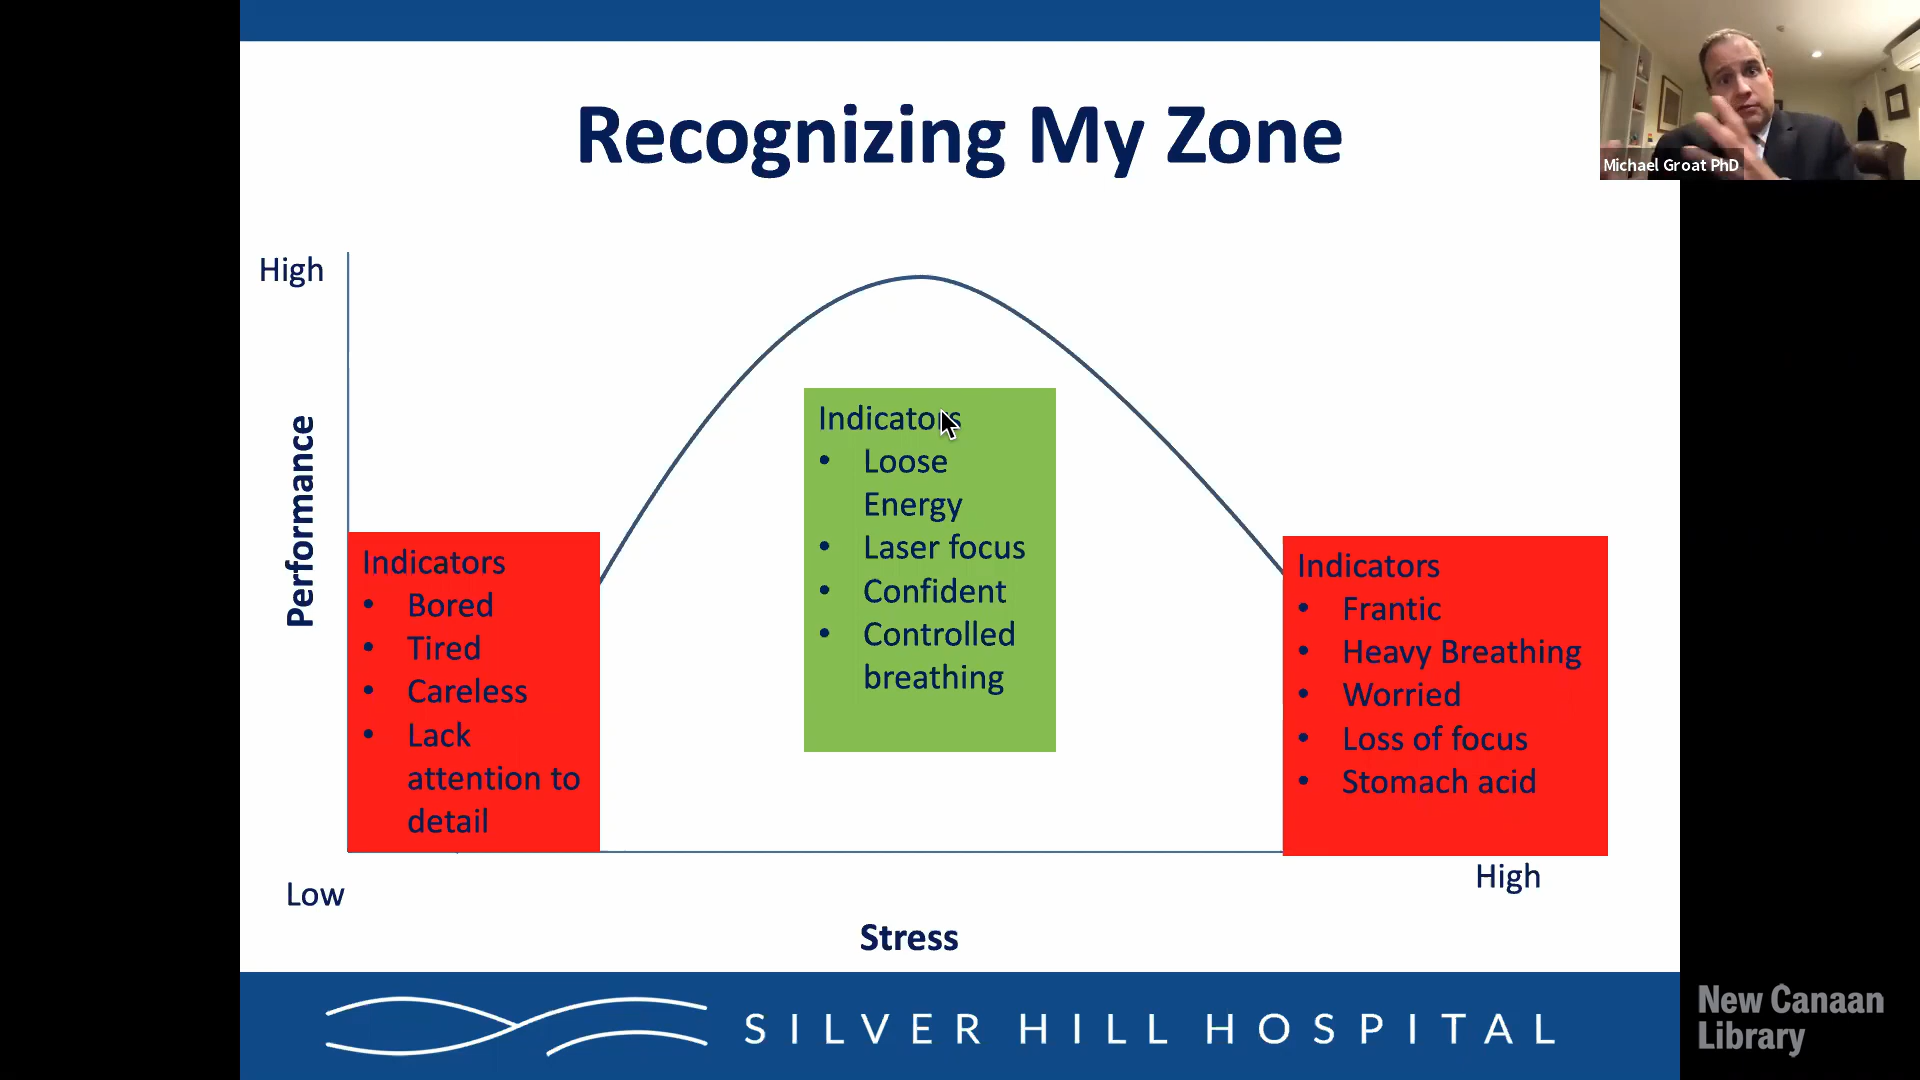 Recognizing My Zone
Michael Groat PhD
High
Performance
Indicators
• Loose
Energy
• Laser focus
• Confident
• Controlled
breathing
Indicators
• Bored
• Tired
• Careless
• Lack
attention to
detail
Indicators
• Frantic
• Heavy Breathing
• Worried
• Loss of focus
• Stomach acid
Low
High
Stress
SILVER HILL HOSPITAL
New Canaan
Library